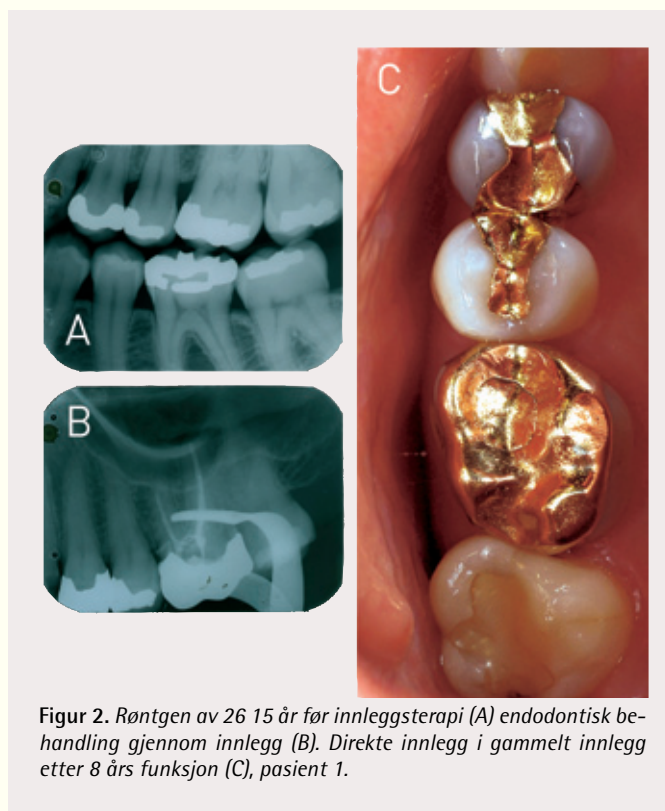 A
B
C
Figur 2. Røntgen av 26 15 år før innleggsterapi (A) endodontisk be-
handling gjennom innlegg (B). Direkte innlegg i gammelt innlegg
etter 8 års funksjon (C), pasient 1.